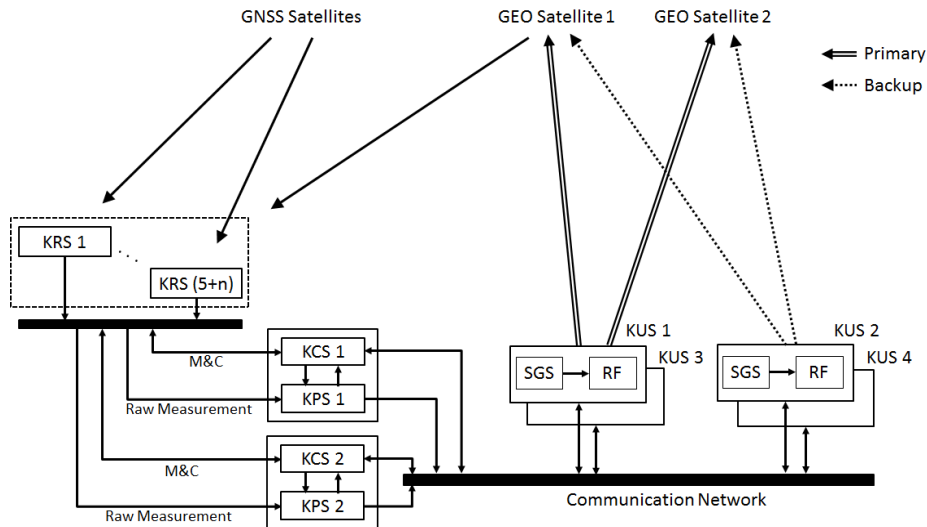 GNSS Satellites
GEO Satellite 1
GEO Satellite 2
Primary
Backup
KRS 1
. . .
KRS (5+n)
KUS 1
KUS 3
KUS 2
KUS 4
SGS
RF
SGS
RF
M&C
KCS 1
KPS 1
Raw Measurement
M&C
KCS 2
KPS 2
Raw Measurement
Communication Network